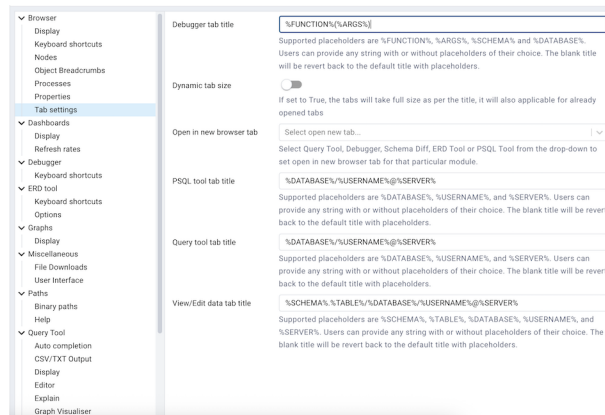 Browser
Display
Keyboard shortcuts
Nodes
Object Breadcrumbs
Processes
Properties
Tab settings
Dashboards
Display
Refresh rates
Debugger
Keyboard shortcuts
ERD tool
Keyboard shortcuts
Options
Graphs
Display
Miscellaneous
File Downloads
User Interface
Paths
Binary paths
Help
Query Tool
Auto completion
CSV/TXT Output
Display
Editor
Explain
Graph Visualiser
Debugger tab title
%FUNCTION%(%ARGS%)
Supported placeholders are %FUNCTION%, %ARGS%, %SCHEMA% and %DATABASE%.
Users can provide any string with or without placeholders of their choice. The blank title
will be revert back to the default title with placeholders.
Dynamic tab size
If set to True, the tabs will take full size as per the title, it will also applicable for already
opened tabs
Open in new browser tab
Select open new tab...
Select Query Tool, Debugger, Schema Diff, ERD Tool or PSQL Tool from the drop-down to
set open in new browser tab for that particular module.
PSQL tool tab title
%DATABASE%/%USERNAME%@%SERVER%
Supported placeholders are %DATABASE%, %USERNAME%, and %SERVER%. Users can
provide any string with or without placeholders of their choice. The blank title will be revert
back to the default title with placeholders.
Query tool tab title
%DATABASE%/%USERNAME%@%SERVER%
Supported placeholders are %DATABASE%, %USERNAME%, and %SERVER%. Users can
provide any string with or without placeholders of their choice. The blank title will be revert
back to the default title with placeholders.
View/Edit data tab title
%SCHEMA%.%TABLE%/%DATABASE%/%USERNAME%@%SERVER%
Supported placeholders are %SCHEMA%, %TABLE%, %DATABASE%, %USERNAME%, and
%SERVER%. Users can provide any string with or without placeholders of their choice. The
blank title will be revert back to the default title with placeholders.